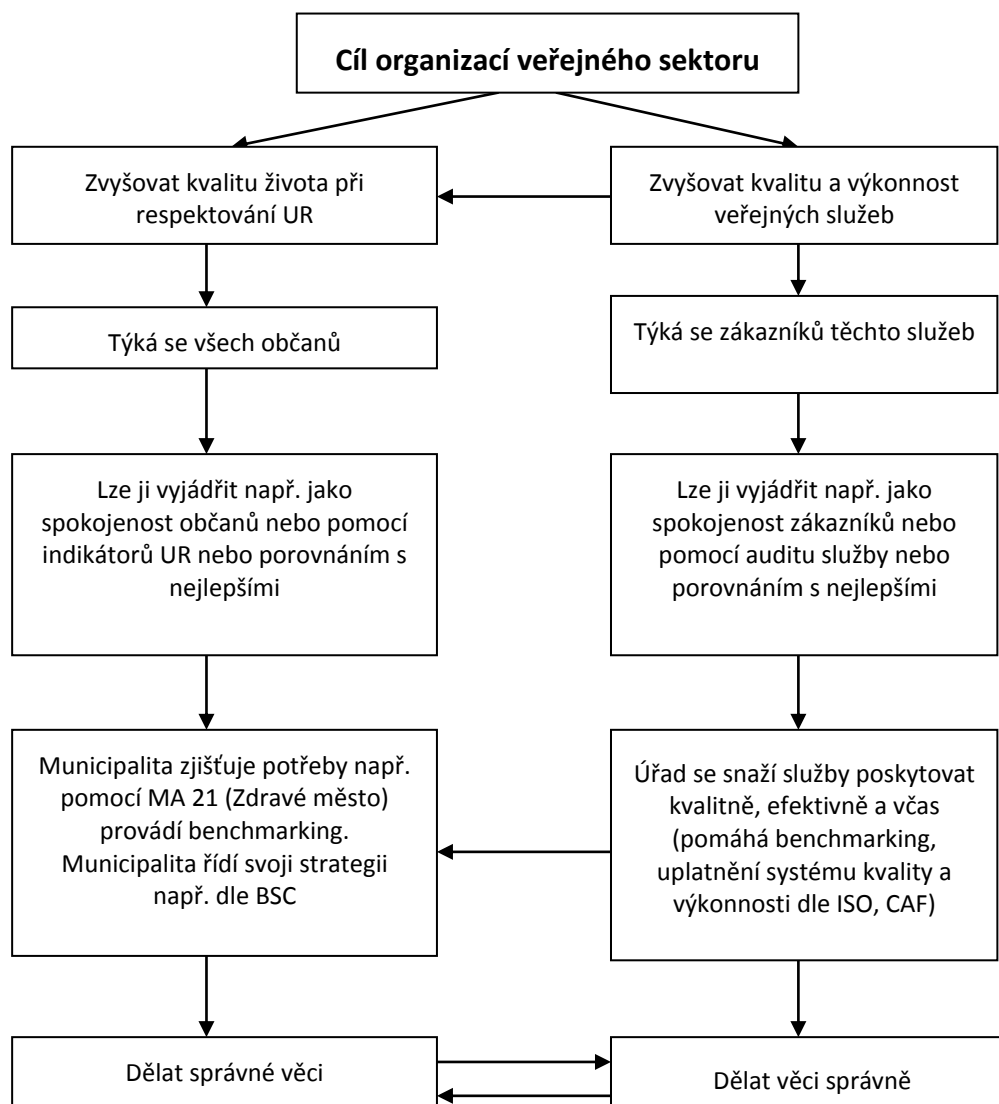 Cíl organizací veřejného sektoru
Zvyšovat kvalitu života při
respektování UR
Zvyšovat kvalitu a výkonnost
veřejných služeb
Týká se všech občanů
Týká se zákazníků těchto služeb
Lze ji vyjádřit např. jako
spokojenost občanů nebo pomocí
indikátorů UR nebo porovnáním s
nejlepšími
Lze ji vyjádřit např. jako
spokojenost zákazníků nebo
pomocí auditu služby nebo
porovnáním s nejlepšími
Municipalita zjišťuje potřeby např.
pomocí MA 21 (Zdravé město)
provádí benchmarking.
Municipalita řídí svoji strategii
např. dle BSC
Úřad se snaží služby poskytovat
kvalitně, efektivně a včas
(pomáhá benchmarking,
uplatnění systému kvality a
výkonnosti dle ISO, CAF)
Dělat správné věci
Dělat věci správně